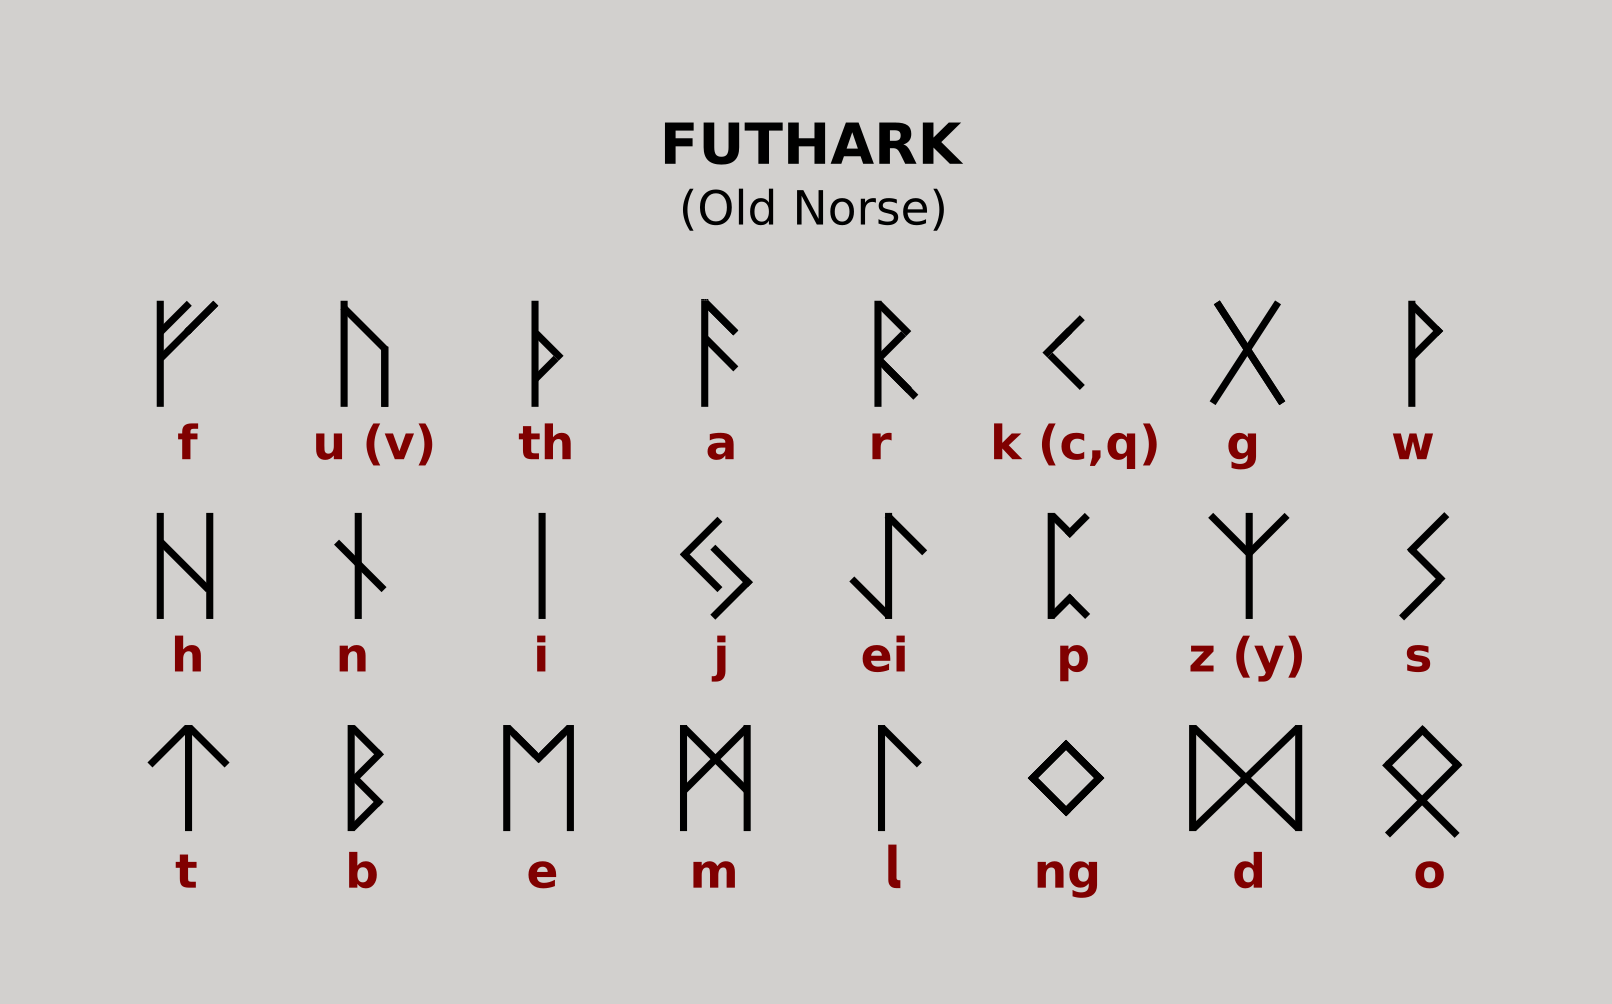 FUTHARK
(Old Norse)
ᚠ ᚢ ᚦ ᚨ ᚱ ᚲ ᚷ ᚹ
f u (v) th a r k (c,q) g w
ᚺ ᚾ ᛁ ᛃ ᛇ ᛈ ᛉ ᛊ
h n i j ei p z (y) s
ᛏ ᛒ ᛖ ᛗ ᛚ ᛜ ᛞ ᛟ
t b e m l ng d o